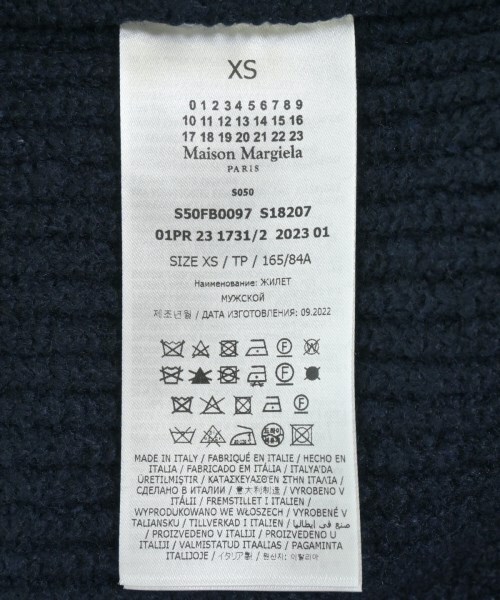 XS
0 1 2 3 4 5 6 7 8 9
10 11 12 13 14 15 16
17 18 19 20 21 22 23
Maison Margiela
PARIS
S050
S50FB0097 S18207
01PR 23 1731/2 2023 01
SIZE XS / TP / 165/84A
Наименование: ЖИЛЕТ
МУЖСКОЙ
제조년월 / ДАТА ИЗГОТОВЛЕНИЯ: 09.2022
MADE IN ITALY / FABRIQUÉ EN ITALIE / HECHO EN
ITALIA / FABRICADO EM ITÁLIA / ITALYA'DA
ÜRETILMIŞTIR / ΚΑΤΑΣΚΕΥΑΣΘΕΝ ΣΤΗΝ ΙΤΑΛΙΑ /
СДЕЛАНО В ИТАЛИИ / 意大利制造 / VYROBENO V
ITÁLII / FREMSTILLET I ITALIEN /
WYPRODUKOWANO WE WŁOSZECH / VYROBENÉ V
TALIANSKU / TILLVERKAD I ITALIEN / صنع في إيطاليا
/ PROIZVEDENO V ITALIJI / PROIZVEDENO U
ITALIJI / VALMISTATUD ITAALIAS / PAGAMINTA
ITALIJOJE / イタリア製 / 원산지: 이탈리아